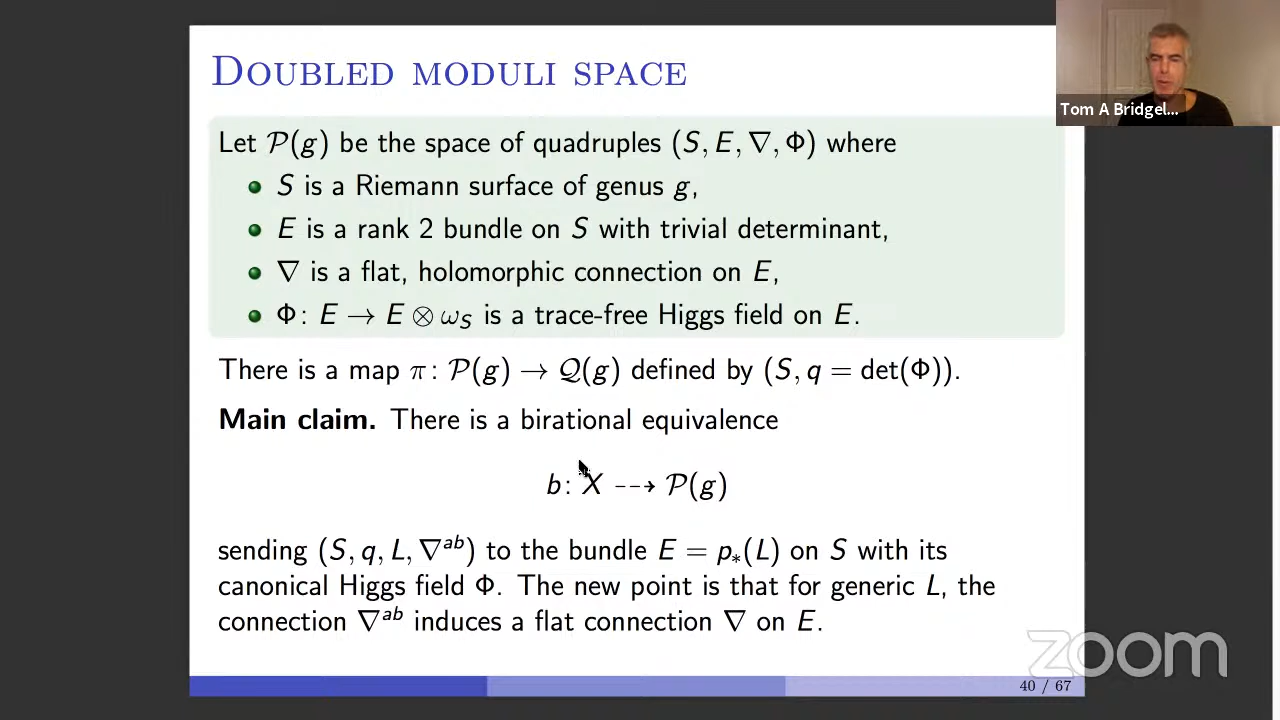 DOUBLED MODULI SPACE
Tom A Bridgel...
Let 𝒫(g) be the space of quadruples (S, E, ∇, Φ) where
S is a Riemann surface of genus g,
E is a rank 2 bundle on S with trivial determinant,
∇ is a flat, holomorphic connection on E,
Φ: E → E ⊗ ω_S is a trace-free Higgs field on E.
There is a map π: 𝒫(g) → 𝒬(g) defined by (S, q = det(Φ)).
Main claim. There is a birational equivalence
b: X ⇢ 𝒫(g)
sending (S, q, L, ∇^{ab}) to the bundle E = p_*(L) on S with its
canonical Higgs field Φ. The new point is that for generic L, the
connection ∇^{ab} induces a flat connection ∇ on E.
zoom
40 / 67